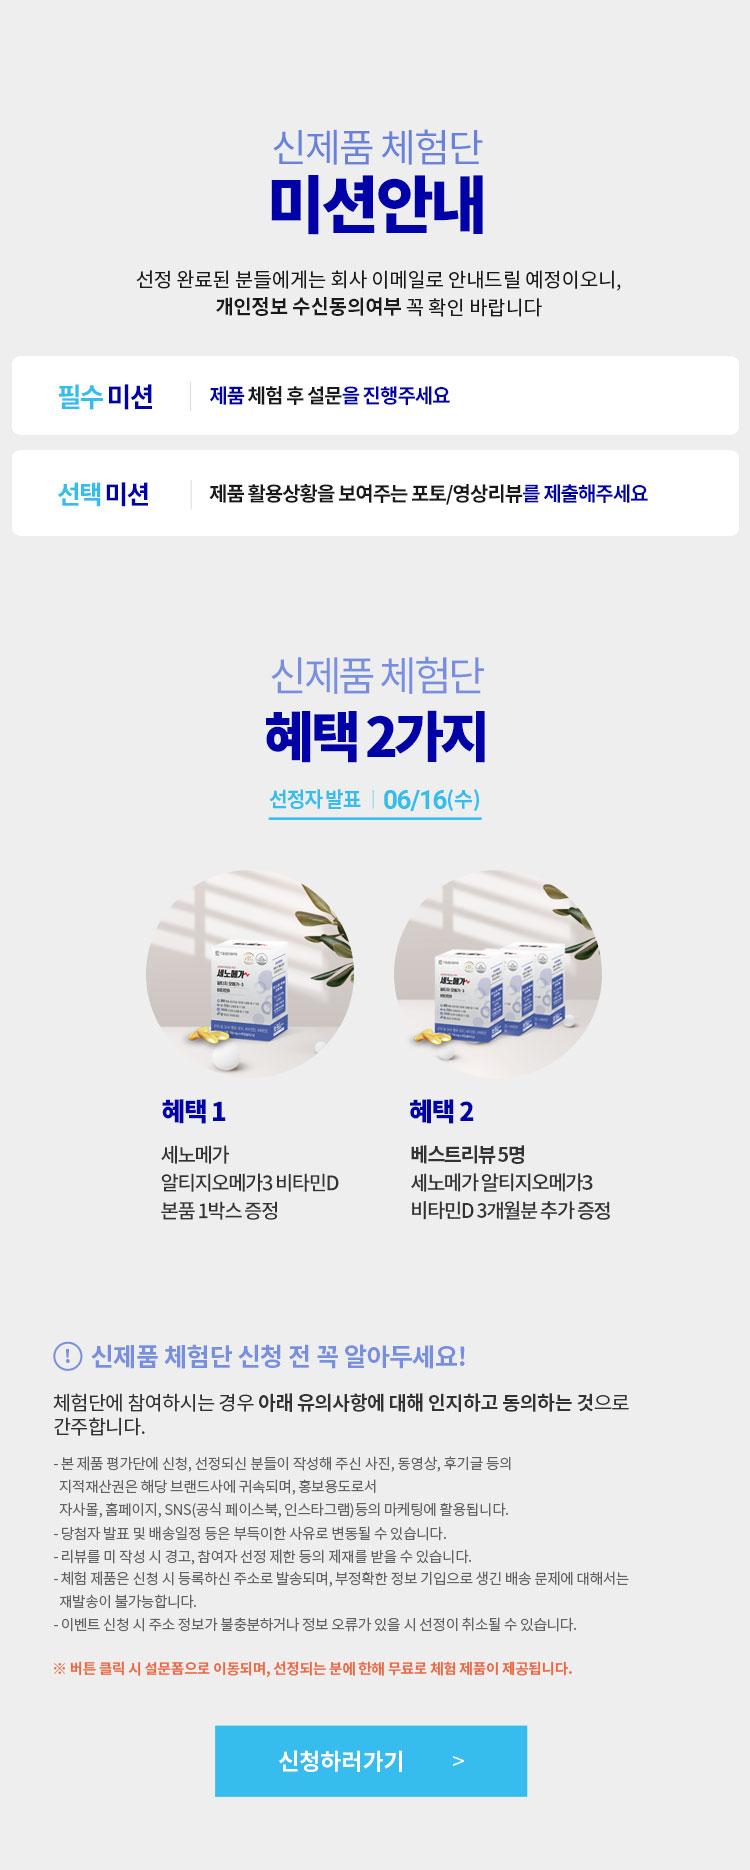 신제품 체험단
미션안내
선정 완료된 분들에게는 회사 이메일로 안내드릴 예정이오니,
개인정보 수신동의여부 꼭 확인 바랍니다
필수 미션
제품 체험 후 설문을 진행주세요
선택 미션
제품 활용상황을 보여주는 포토/영상리뷰를 제출해주세요
신제품 체험단
혜택 2가지
선정자 발표 | 06/16(수)
세노메가
알티지 오메가-3
비타민D
세노메가
알티지 오메가-3
비타민D
혜택 1
세노메가
알티지오메가3 비타민D
본품 1박스 증정
혜택 2
베스트리뷰 5명
세노메가 알티지오메가3
비타민D 3개월분 추가 증정
! 신제품 체험단 신청 전 꼭 알아두세요!
체험단에 참여하시는 경우 아래 유의사항에 대해 인지하고 동의하는 것으로
간주합니다.
- 본 제품 평가단에 신청, 선정되신 분들이 작성해 주신 사진, 동영상, 후기글 등의
지적재산권은 해당 브랜드사에 귀속되며, 홍보용도로서
자사몰, 홈페이지, SNS(공식 페이스북, 인스타그램)등의 마케팅에 활용됩니다.
- 당첨자 발표 및 배송일정 등은 부득이한 사유로 변동될 수 있습니다.
- 리뷰를 미 작성 시 경고, 참여자 선정 제한 등의 제재를 받을 수 있습니다.
- 체험 제품은 신청 시 등록하신 주소로 발송되며, 부정확한 정보 기입으로 생긴 배송 문제에 대해서는
재발송이 불가능합니다.
- 이벤트 신청 시 주소 정보가 불충분하거나 정보 오류가 있을 시 선정이 취소될 수 있습니다.
※ 버튼 클릭 시 설문폼으로 이동되며, 선정되는 분에 한해 무료로 체험 제품이 제공됩니다.
신청하러가기 >